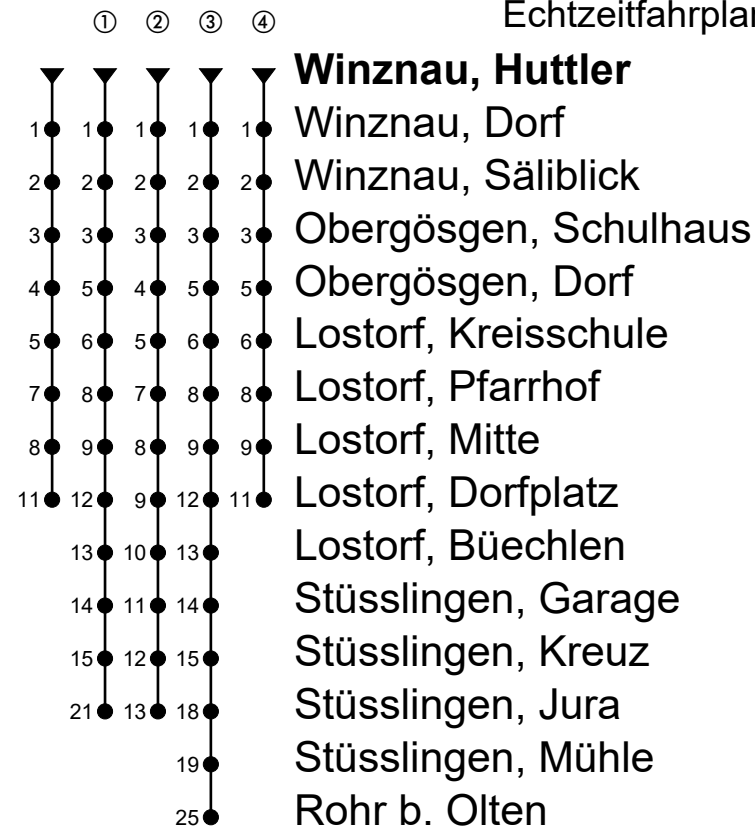 Echtzeitfahrplan
① ② ③ ④
Winznau, Huttler
1 1 1 1 1 Winznau, Dorf
2 2 2 2 2 Winznau, Säliblick
3 3 3 3 3 Obergösgen, Schulhaus
4 5 4 5 5 Obergösgen, Dorf
5 6 5 6 6 Lostorf, Kreisschule
7 8 7 8 8 Lostorf, Pfarrhof
8 9 8 9 9 Lostorf, Mitte
11 12 9 12 11 Lostorf, Dorfplatz
13 10 13 Lostorf, Büechlen
14 11 14 Stüsslingen, Garage
15 12 15 Stüsslingen, Kreuz
21 13 18 Stüsslingen, Jura
19 Stüsslingen, Mühle
25 Rohr b. Olten